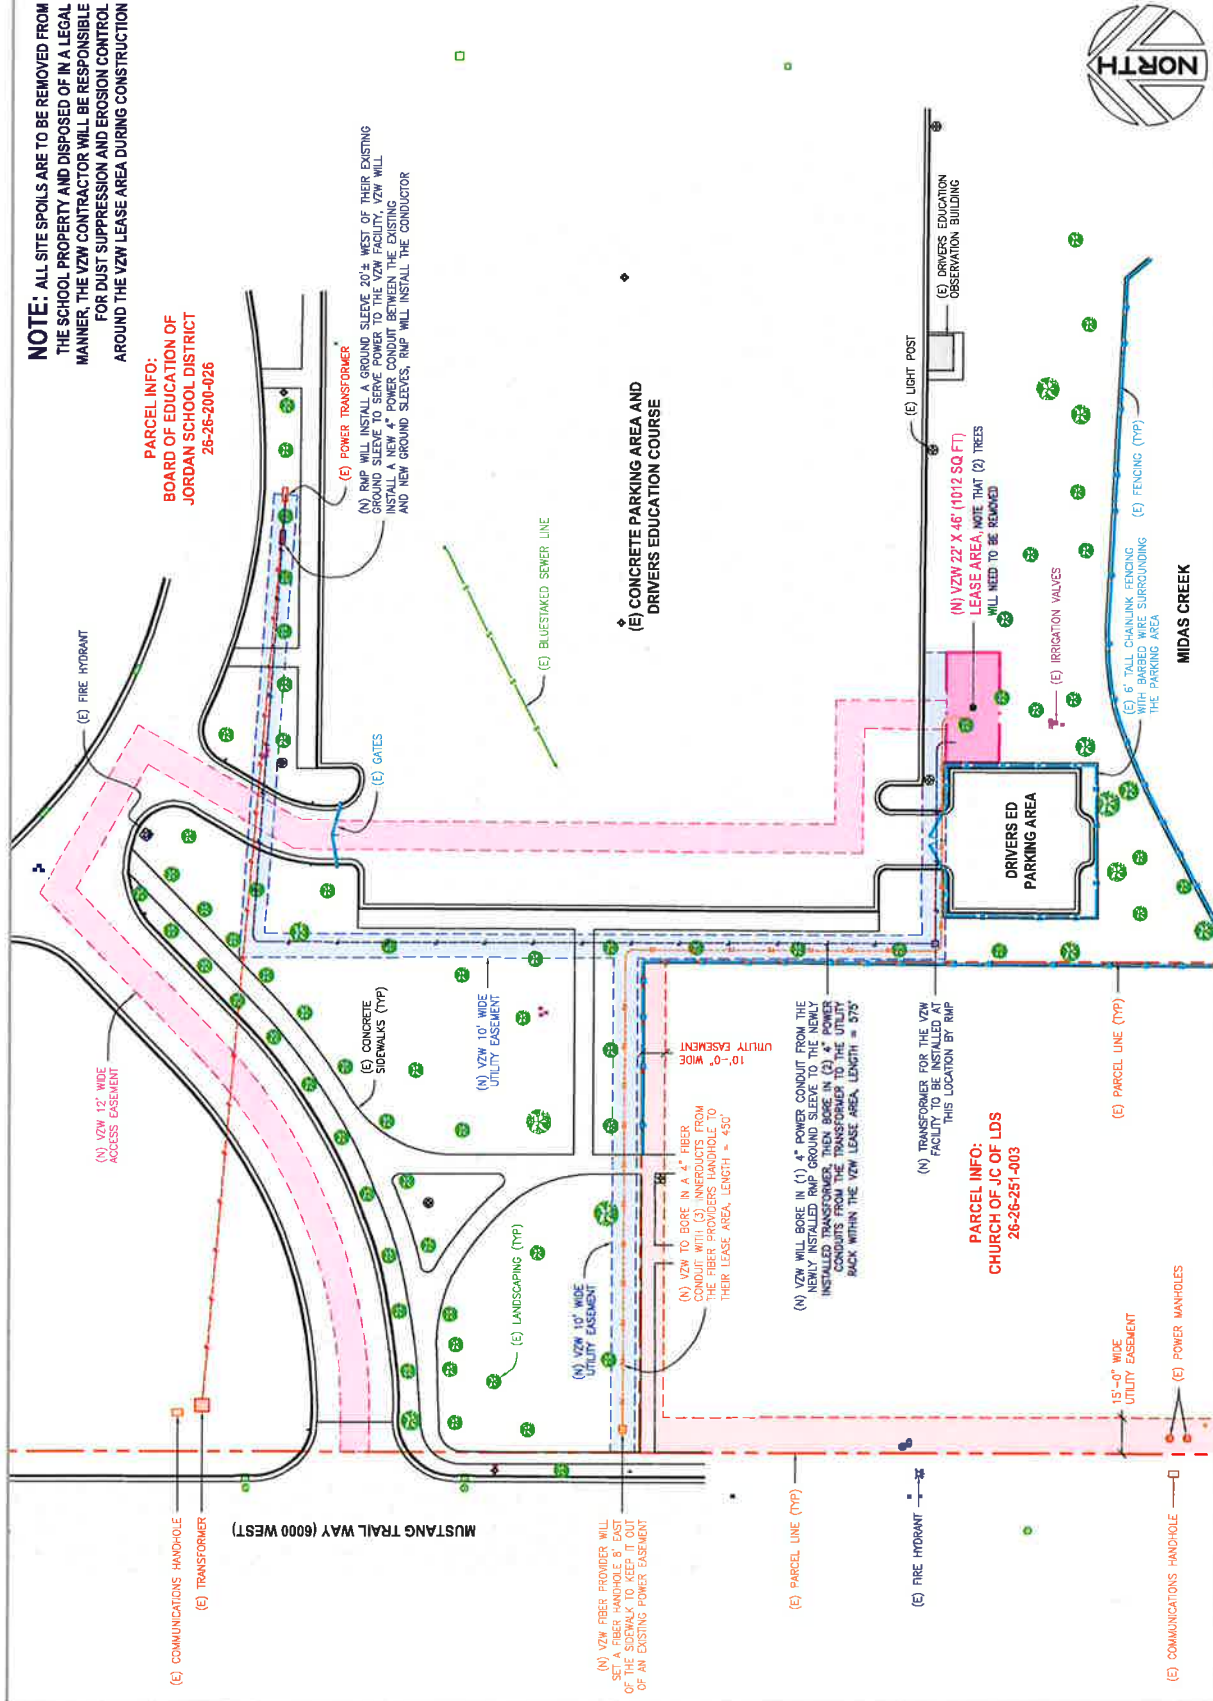 NOTE: ALL SITE SPOILS ARE TO BE REMOVED FROM
THE SCHOOL PROPERTY AND DISPOSED OF IN A LEGAL
MANNER, THE VZW CONTRACTOR WILL BE RESPONSIBLE
FOR DUST SUPPRESSION AND EROSION CONTROL
AROUND THE VZW LEASE AREA DURING CONSTRUCTION
NORTH
PARCEL INFO:
BOARD OF EDUCATION OF
JORDAN SCHOOL DISTRICT
26-26-200-026
(E) FIRE HYDRANT
(E) POWER TRANSFORMER
(N) RMP WILL INSTALL A GROUND SLEEVE 20'± WEST OF THEIR EXISTING
GROUND SLEEVE TO SERVE POWER TO THE VZW FACILITY, VZW WILL
INSTALL A NEW 4" POWER CONDUIT BETWEEN THE EXISTING
AND NEW GROUND SLEEVES, RMP WILL INSTALL THE CONDUCTOR
(E) GATES
(E) BLUESTAKED SEWER LINE
(E) CONCRETE PARKING AREA AND
DRIVERS EDUCATION COURSE
(E) DRIVERS EDUCATION
OBSERVATION BUILDING
(E) LIGHT POST
(N) VZW 22' X 46' (1012 SQ FT)
LEASE AREA, NOTE THAT (2) TREES
WILL NEED TO BE REMOVED
(E) IRRIGATION VALVES
(E) FENCING (TYP)
(E) 6' TALL CHAINLINK FENCING
WITH BARBED WIRE SURROUNDING
THE PARKING AREA
MIDAS CREEK
DRIVERS ED
PARKING AREA
(N) VZW 12' WIDE
ACCESS EASEMENT
(E) CONCRETE
SIDEWALKS (TYP)
(N) VZW 10' WIDE
UTILITY EASEMENT
10'-0" WIDE
UTILITY EASEMENT
(N) VZW TO BORE IN A 4" FIBER
CONDUIT WITH (3) INNERDUCTS FROM
THE FIBER PROVIDERS HANDHOLE TO
THEIR LEASE AREA, LENGTH = 450'
(N) VZW WILL BORE IN (1) 4" POWER CONDUIT FROM THE
NEWLY INSTALLED RMP GROUND SLEEVE TO THE NEWLY
INSTALLED TRANSFORMER, THEN BORE IN (2) 4" POWER
CONDUITS FROM THE TRANSFORMER TO THE UTILITY
RACK WITHIN THE VZW LEASE AREA, LENGTH = 575'
(N) TRANSFORMER FOR THE VZW
FACILITY TO BE INSTALLED AT
THIS LOCATION BY RMP
(E) PARCEL LINE (TYP)
PARCEL INFO:
CHURCH OF JC OF LDS
26-26-251-003
(E) LANDSCAPING (TYP)
(N) VZW 10' WIDE
UTILITY EASEMENT
15'-0" WIDE
UTILITY EASEMENT
(E) POWER MANHOLES
MUSTANG TRAIL WAY (6000 WEST)
(E) COMMUNICATIONS HANDHOLE
(E) TRANSFORMER
(N) VZW FIBER PROVIDER WILL
SET A FIBER HANDHOLE 8' EAST
OF THE SIDEWALK TO KEEP IT OUT
OF AN EXISTING POWER EASEMENT
(E) PARCEL LINE (TYP)
(E) FIRE HYDRANT
(E) COMMUNICATIONS HANDHOLE